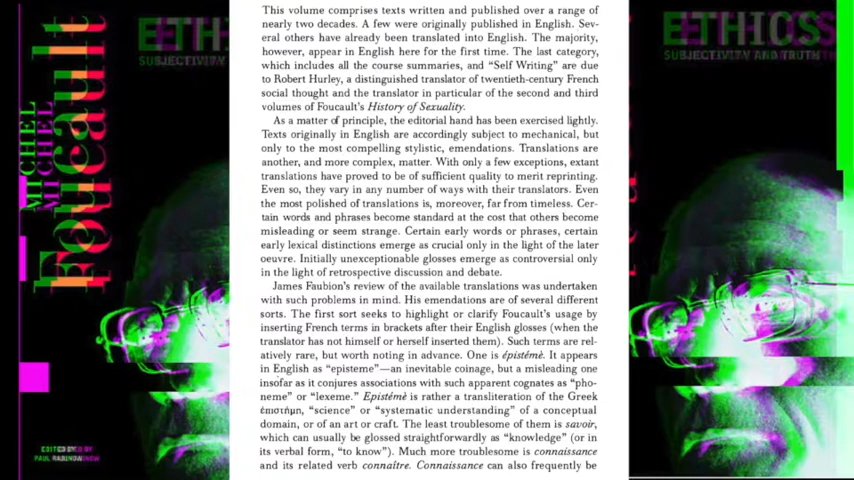 MICHEL
MICHEL
Foucault
ETHICS
SUBJECTIVITY
EDITED BY
PAUL RABINOW
This volume comprises texts written and published over a range of
nearly two decades. A few were originally published in English. Sev-
eral others have already been translated into English. The majority,
however, appear in English here for the first time. The last category,
which includes all the course summaries, and “Self Writing” are due
to Robert Hurley, a distinguished translator of twentieth-century French
social thought and the translator in particular of the second and third
volumes of Foucault’s History of Sexuality.
As a matter of principle, the editorial hand has been exercised lightly.
Texts originally in English are accordingly subject to mechanical, but
only to the most compelling stylistic, emendations. Translations are
another, and more complex, matter. With only a few exceptions, extant
translations have proved to be of sufficient quality to merit reprinting.
Even so, they vary in any number of ways with their translators. Even
the most polished of translations is, moreover, far from timeless. Cer-
tain words and phrases become standard at the cost that others become
misleading or seem strange. Certain early words or phrases, certain
early lexical distinctions emerge as crucial only in the light of the later
oeuvre. Initially unexceptionable glosses emerge as controversial only
in the light of retrospective discussion and debate.
James Faubion’s review of the available translations was undertaken
with such problems in mind. His emendations are of several different
sorts. The first sort seeks to highlight or clarify Foucault’s usage by
inserting French terms in brackets after their English glosses (when the
translator has not himself or herself inserted them). Such terms are rel-
atively rare, but worth noting in advance. One is épistémè. It appears
in English as “episteme”—an inevitable coinage, but a misleading one
insofar as it conjures associations with such apparent cognates as “pho-
neme” or “lexeme.” Epistémè is rather a transliteration of the Greek
ἐπιστήμη, “science” or “systematic understanding” of a conceptual
domain, or of an art or craft. The least troublesome of them is savoir,
which can usually be glossed straightforwardly as “knowledge” (or in
its verbal form, “to know”). Much more troublesome is connaissance
and its related verb connaître. Connaissance can also frequently be
ETHICS
SUBJECTIVITY AND TRUTH